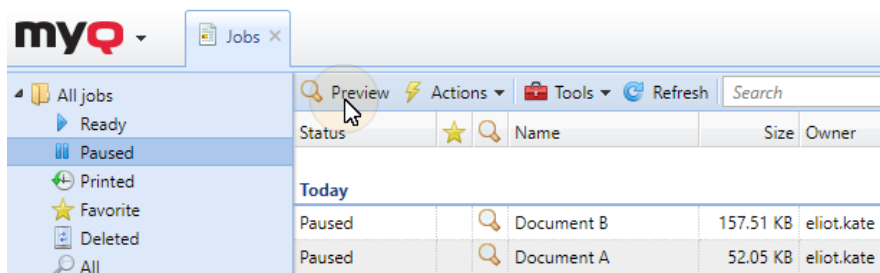 myQ
Jobs
All jobs
Ready
Paused
Printed
Favorite
Deleted
All
Preview Actions Tools Refresh Search
Status Name Size Owner
Today
Paused Document B 157.51 KB eliot.kate
Paused Document A 52.05 KB eliot.kate